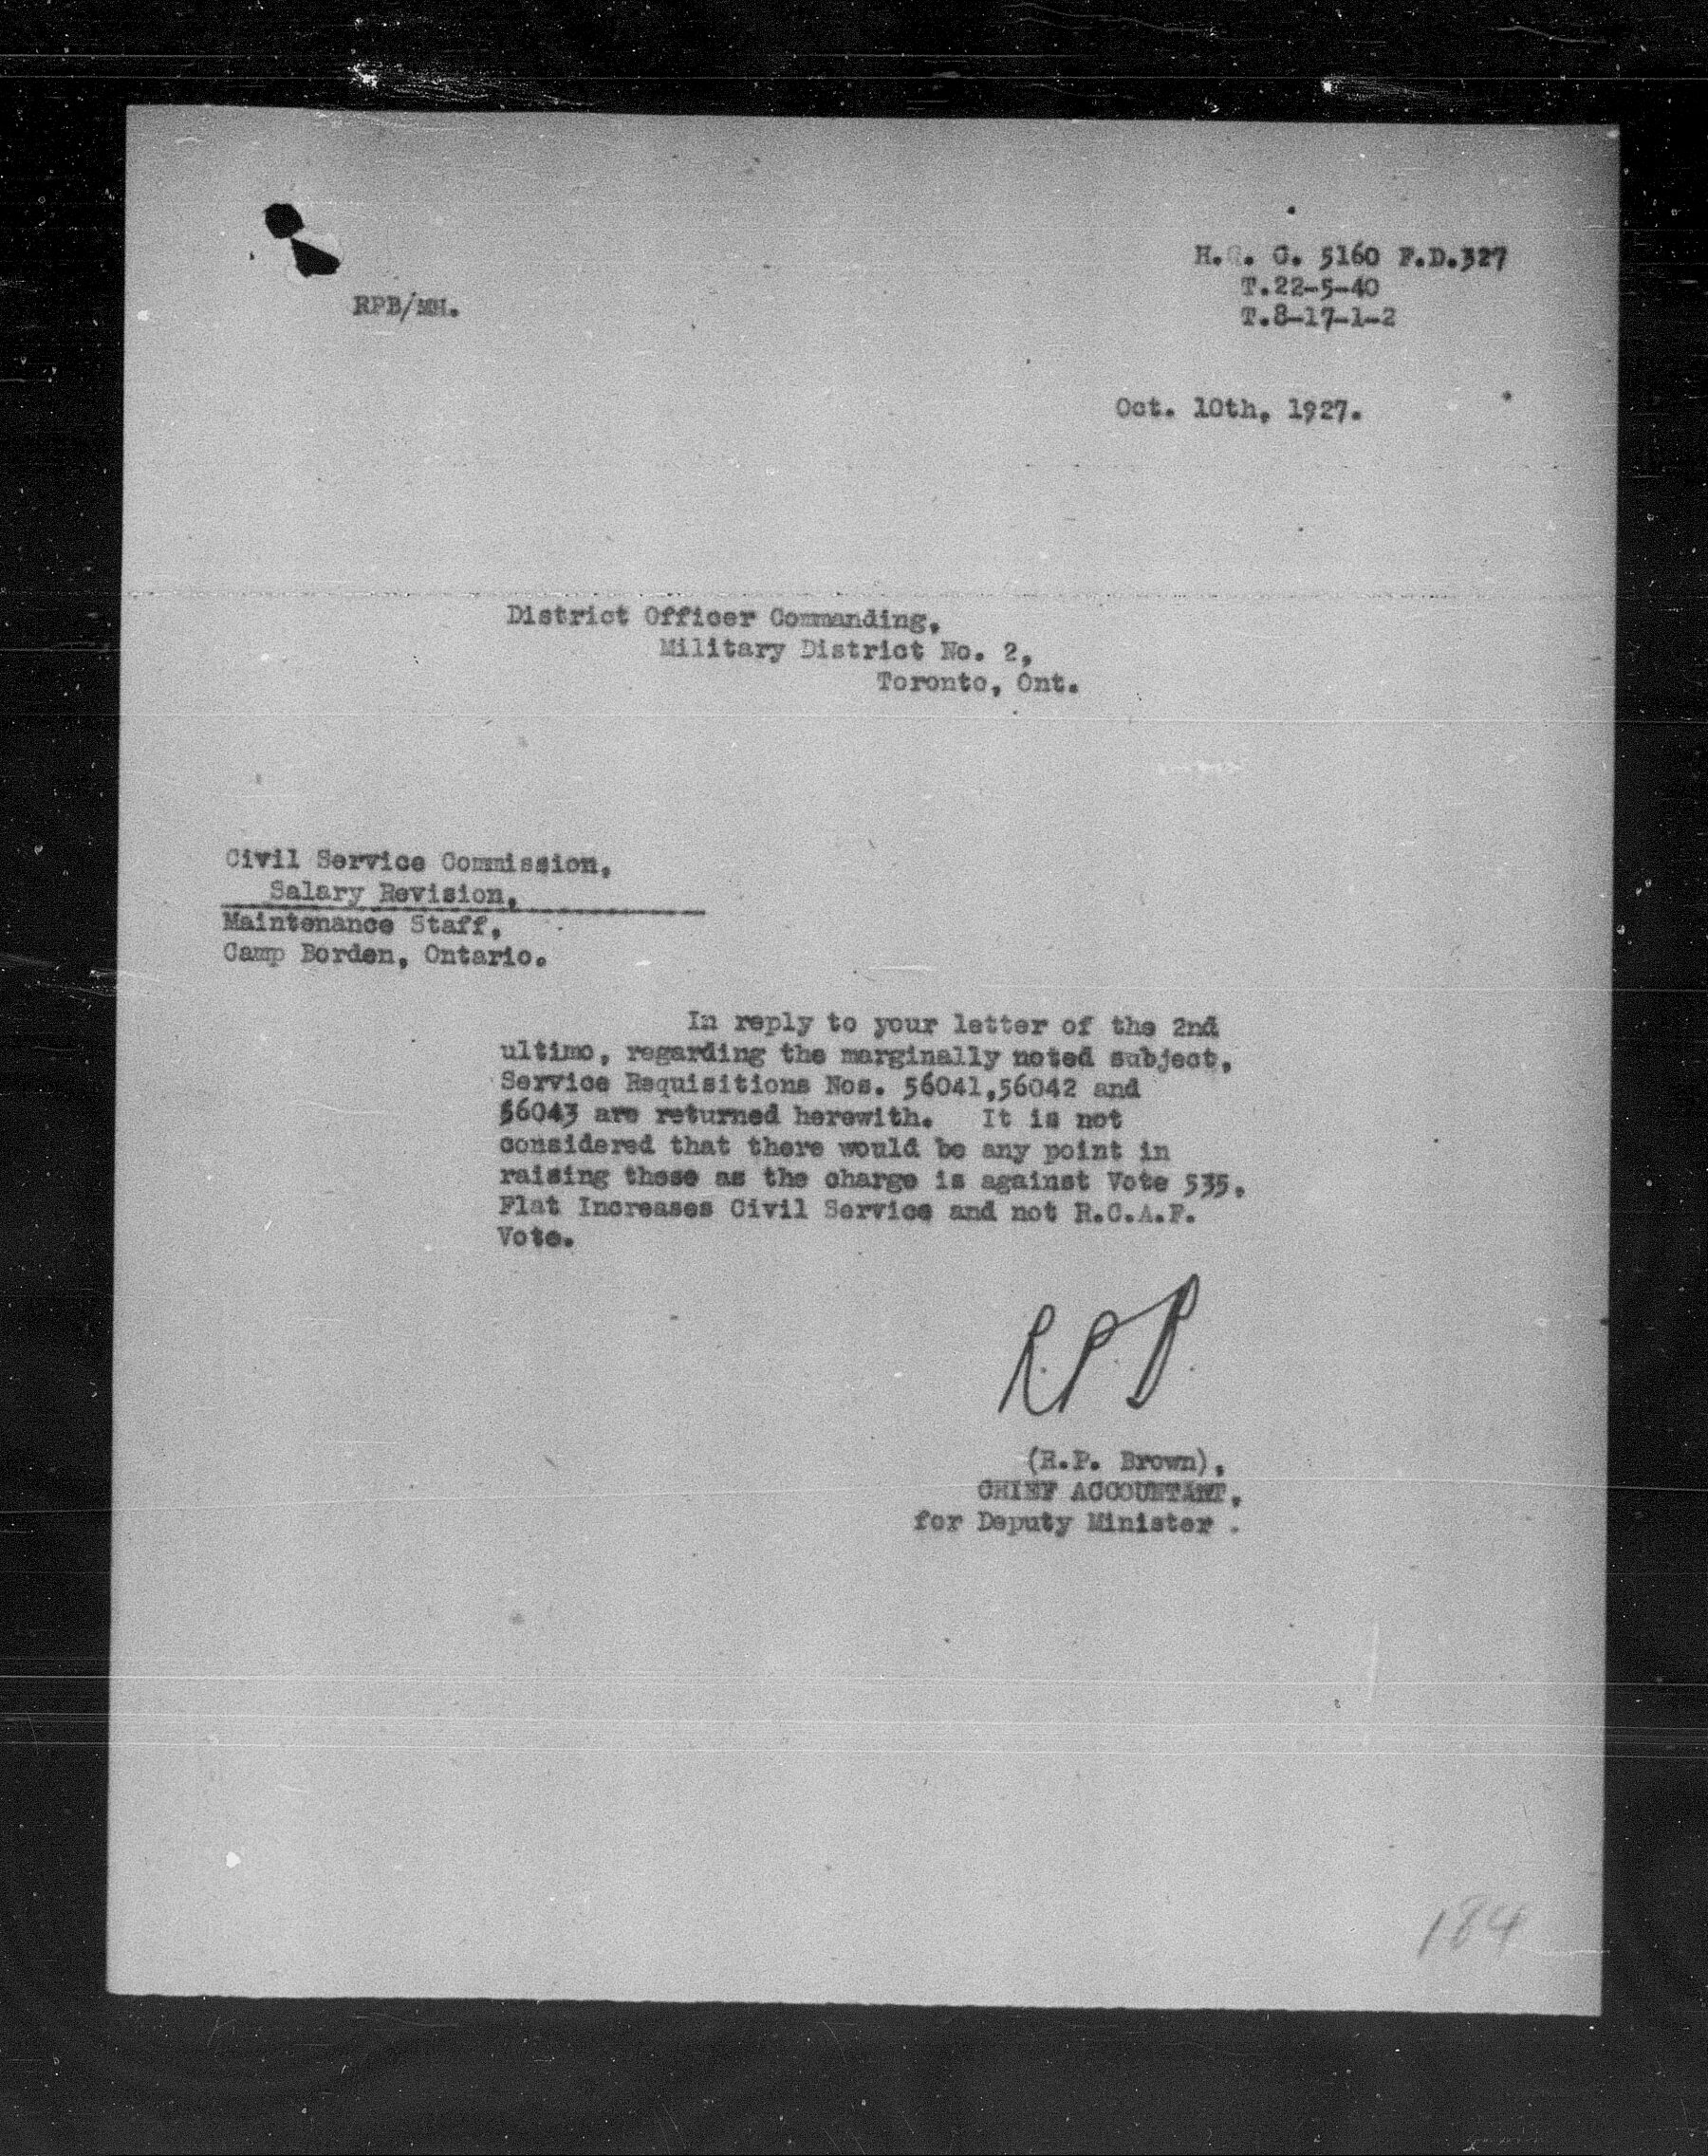 H.Q. C. 5160 F.D.327
T.22-5-40
T.8-17-1-2
RPB/MH.
Oct. 10th, 1927.
District Officer Commanding,
Military District No. 2,
Toronto, Ont.
Civil Service Commission,
Salary Revision,
Maintenance Staff,
Camp Borden, Ontario.
In reply to your letter of the 2nd
ultimo, regarding the marginally noted subject,
Service Requisitions Nos. 56041,56042 and
56043 are returned herewith. It is not
considered that there would be any point in
raising these as the charge is against Vote 535,
Flat Increases Civil Service and not R.C.A.F.
Vote.
R.P.B.
(R.P. Brown),
CHIEF ACCOUNTANT,
for Deputy Minister .
184